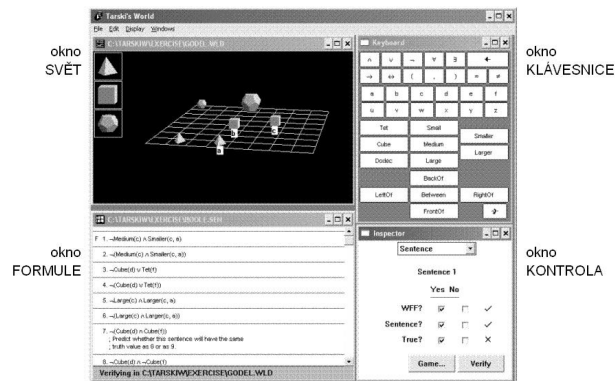 Tarski's World
File Edit Display Windows
okno
SVĚT
C:\TARSKIW\EXERCISE\GODEL.WLD
b
c
a
Keyboard
∧ ∨ ¬ ∀ ∃ ←
→ ↔ ( , ) = ≠
a b c d e f
u v w x y z
Tet Small Smaller
Cube Medium Larger
Dodec Large
BackOf
LeftOf Between RightOf
FrontOf
okno
KLÁVESNICE
okno
FORMULE
C:\TARSKIW\EXERCISE\BOOLE.SEN
F 1. ¬Medium(c) ∧ Smaller(c, a)
2. ¬(Medium(c) ∧ Smaller(c, a))
3. ¬Cube(d) ∨ Tet(f)
4. ¬(Cube(d) ∨ Tet(f))
5. ¬Large(c) ∧ Larger(c, a)
6. ¬(Large(c) ∧ Larger(c, a))
7. ¬(Cube(d) ∧ Cube(f))
; Predict whether this sentence will have the same
truth value as 8 or 9.
8. ¬Cube(d) ∧ ¬Cube(f)
Verifying in C:\TARSKIW\EXERCISE\GODEL.WLD
Inspector
Sentence
Sentence 1
Yes No
WFF?
Sentence?
True?
Game... Verify
okno
KONTROLA